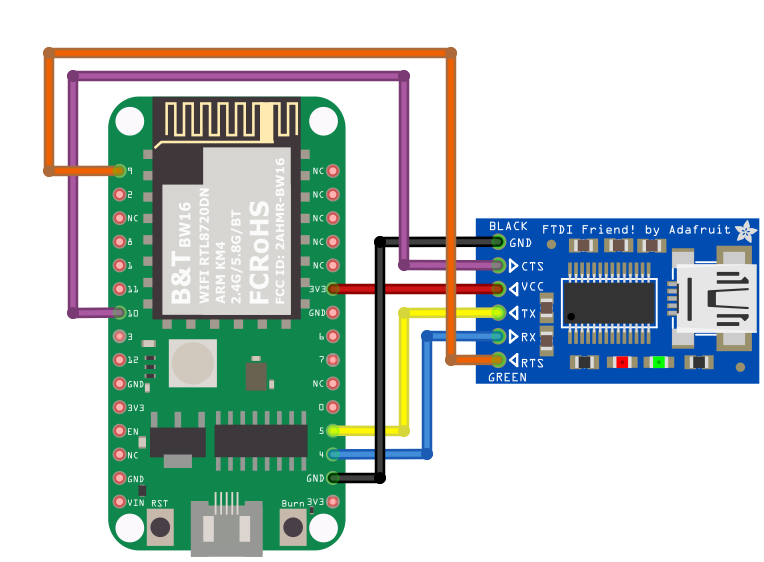 9
2
NC
8
1
11
10
3
12
GND
3V3
EN
NC
GND
VIN
RST
B&T BW16
WIFI RTL8720DN
ARM KM4
2.4G/5.8G/BT
FCRoHS
FCC ID: 2AHMR-BW16
NC
NC
NC
NC
NC
3V3
GND
6
7
NC
0
5
4
GND
3V3
Burn
BLACK
FTDI Friend! by Adafruit
GND
CTS
VCC
TX
RX
RTS
GREEN